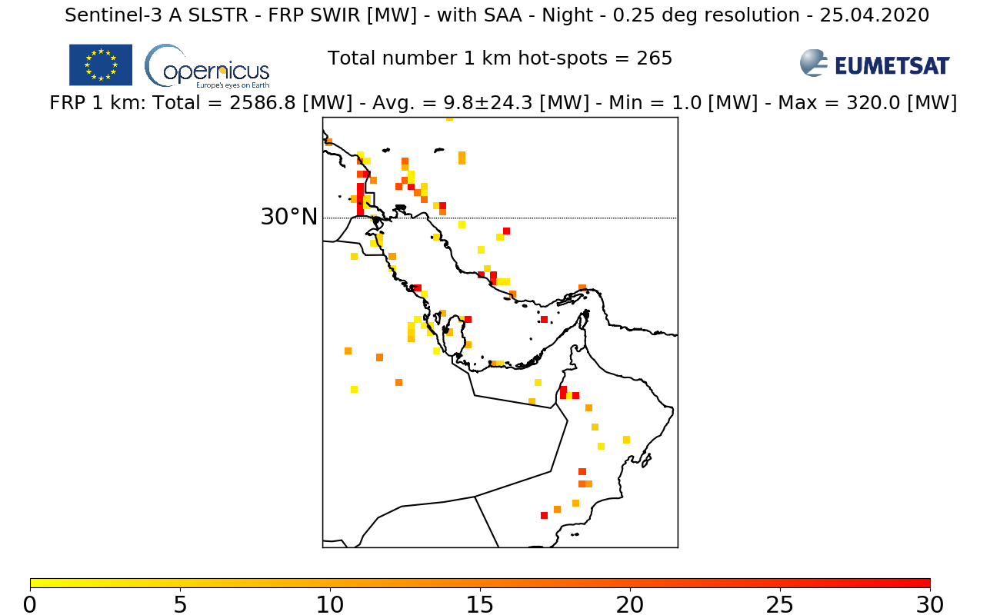 Sentinel-3 A SLSTR - FRP SWIR [MW] - with SAA - Night - 0.25 deg resolution - 25.04.2020
opernicus
Europe's eyes on Earth
Total number 1 km hot-spots = 265
EUMETSAT
FRP 1 km: Total = 2586.8 [MW] - Avg. = 9.8±24.3 [MW] - Min = 1.0 [MW] - Max = 320.0 [MW]
30°N
0 5 10 15 20 25 30